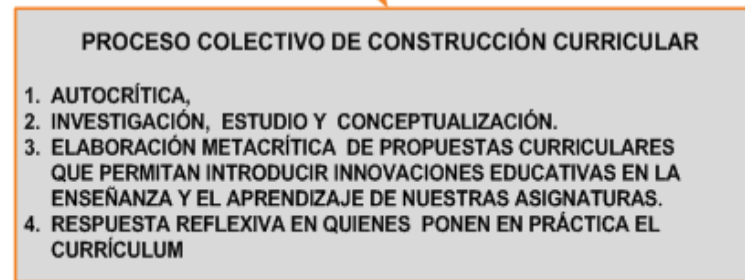 PROCESO COLECTIVO DE CONSTRUCCIÓN CURRICULAR
1. AUTOCRÍTICA,
2. INVESTIGACIÓN, ESTUDIO Y CONCEPTUALIZACIÓN.
3. ELABORACIÓN METACRÍTICA DE PROPUESTAS CURRICULARES
QUE PERMITAN INTRODUCIR INNOVACIONES EDUCATIVAS EN LA
ENSEÑANZA Y EL APRENDIZAJE DE NUESTRAS ASIGNATURAS.
4. RESPUESTA REFLEXIVA EN QUIENES PONEN EN PRÁCTICA EL
CURRÍCULUM